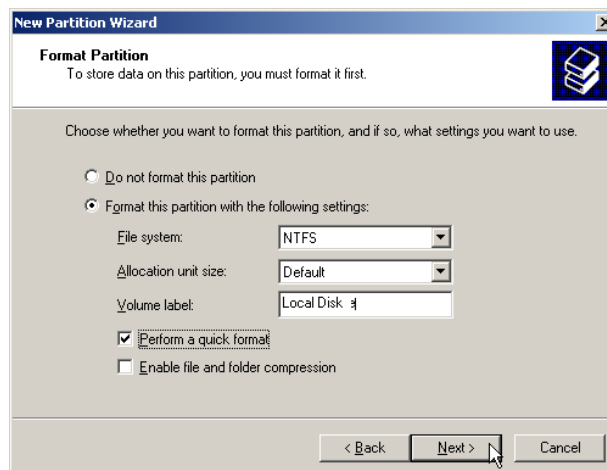 New Partition Wizard
Format Partition
To store data on this partition, you must format it first.
Choose whether you want to format this partition, and if so, what settings you want to use.
Do not format this partition
Format this partition with the following settings:
File system: NTFS
Allocation unit size: Default
Volume label: Local Disk
Perform a quick format
Enable file and folder compression
< Back Next > Cancel